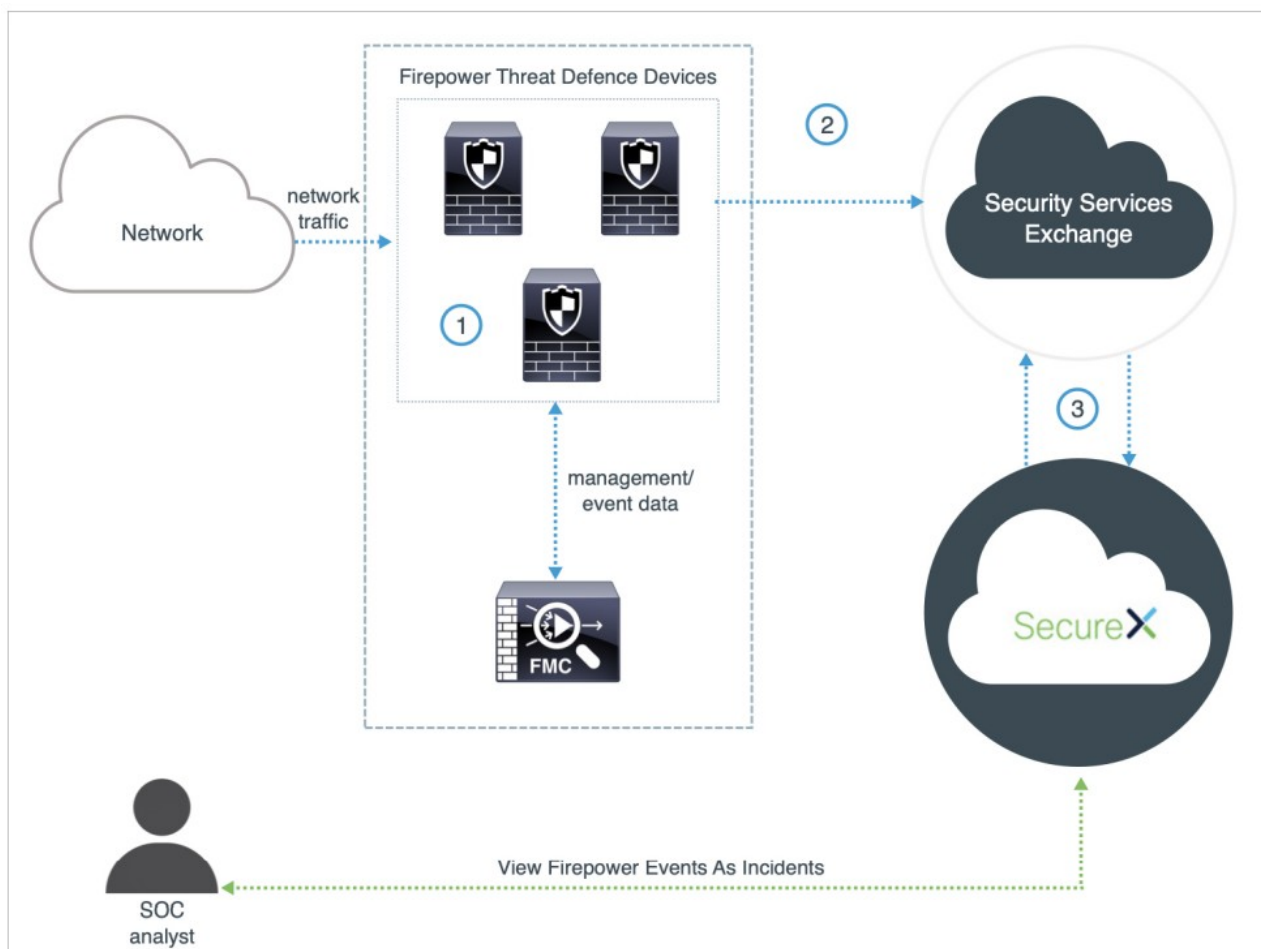 Firepower Threat Defence Devices
Network
network
traffic
1
2
Security Services
Exchange
3
management/
event data
FMC
SecureX
View Firepower Events As Incidents
SOC
analyst